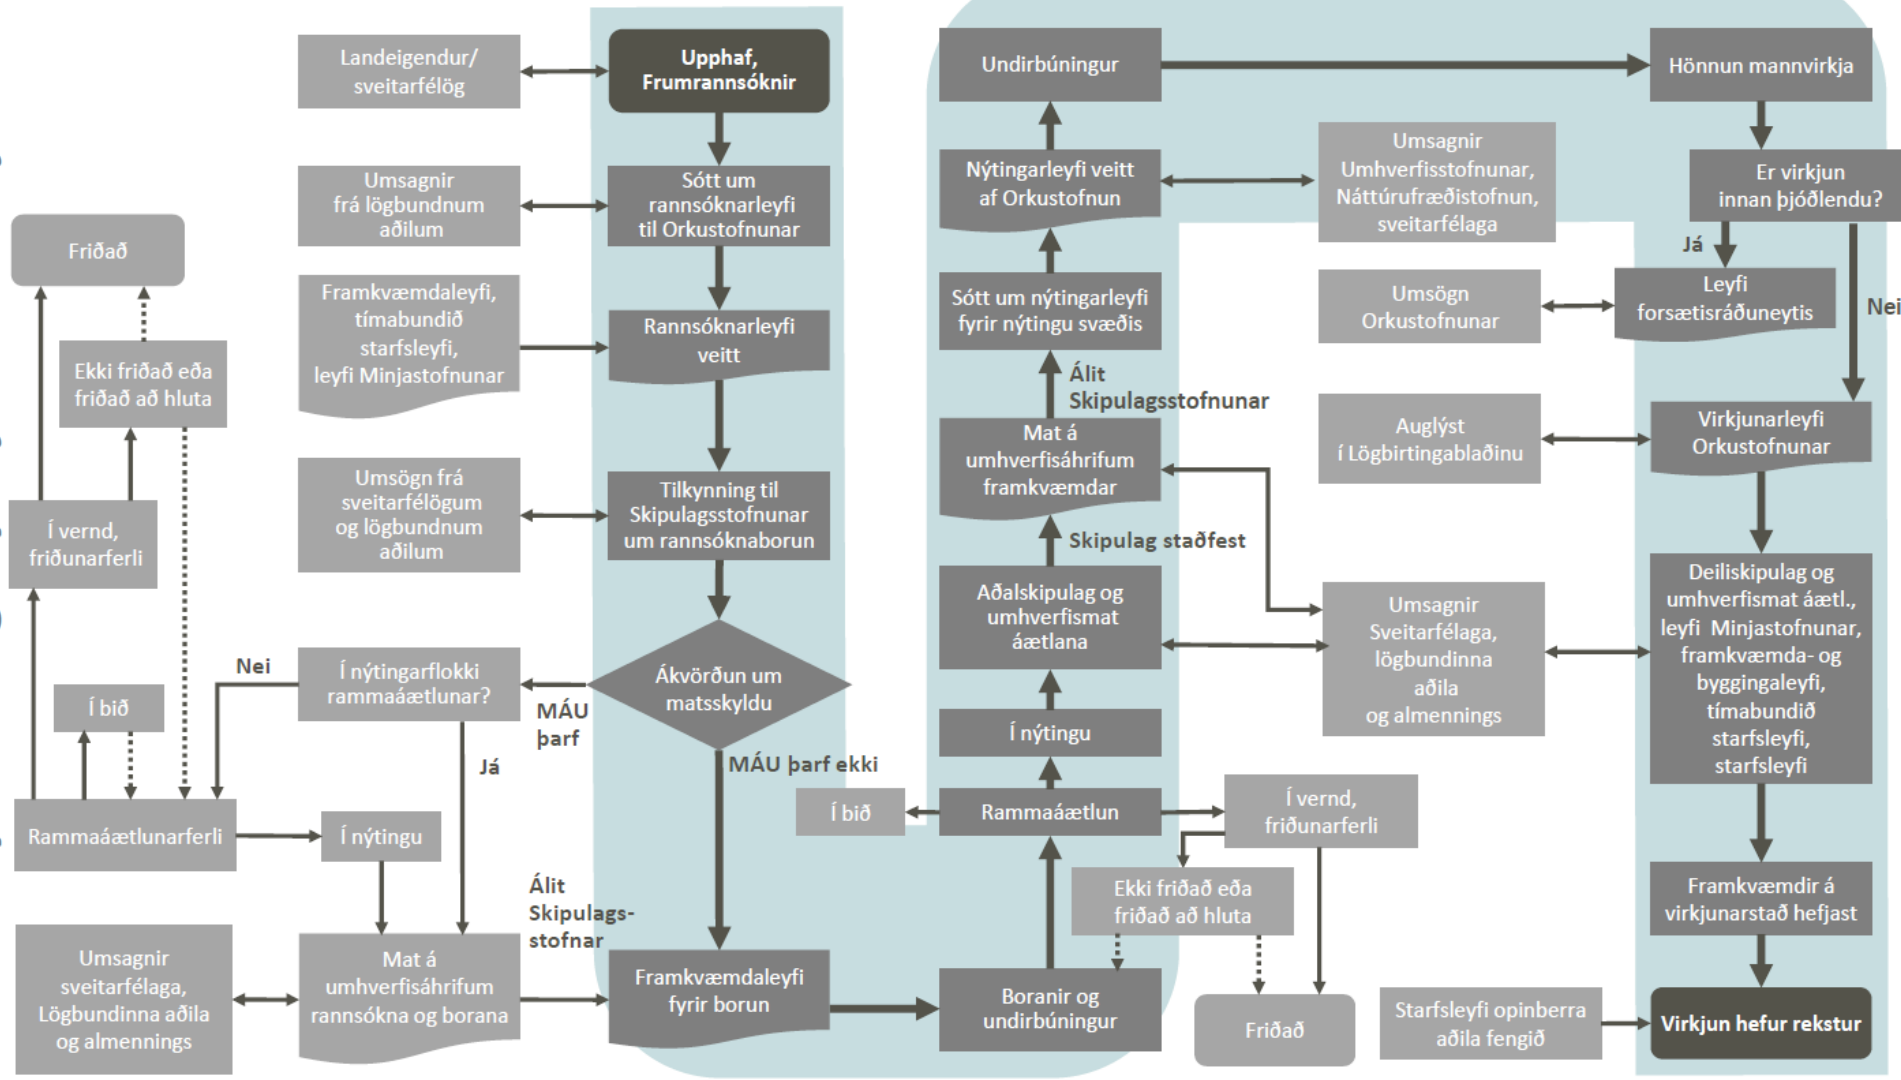 Landeigendur/
sveitarfélög
Upphaf,
Frumrannsóknir
Umsagnir
frá lögbundnum
aðilum
Sótt um
rannsóknarleyfi
til Orkustofnunar
Friðað
Framkvæmdaleyfi,
tímabundið
starfsleyfi,
leyfi Minjastofnunar
Rannsóknarleyfi
veitt
Ekki friðað eða
friðað að hluta
Umsögn frá
sveitarfélögum
og lögbundnum
aðilum
Tilkynning til
Skipulagsstofnunar
um rannsóknaborun
Í vernd,
friðunarferli
Nei
Í nýtingarflokki
rammaáætlunar?
MÁU
þarf
Ákvörðun um
matsskyldu
Í bið
Já
MÁU þarf ekki
Rammaáætlunarferli
Í nýtingu
Álit
Skipulags-
stofnar
Umsagnir
sveitarfélaga,
Lögbundinna aðila
og almennings
Mat á
umhverfisáhrifum
rannsókna og borana
Framkvæmdaleyfi
fyrir borun
Undirbúningur
Nýtingarleyfi veitt
af Orkustofnun
Umsagnir
Umhverfisstofnunar,
Náttúrufræðistofnun,
sveitarfélaga
Sótt um nýtingarleyfi
fyrir nýtingu svæðis
Álit
Skipulagsstofnunar
Mat á
umhverfisáhrifum
framkvæmdar
Skipulag staðfest
Aðalskipulag og
umhverfismat
áætlana
Umsagnir
Sveitarfélaga,
lögbundinna
aðila
og almennings
Í nýtingu
Í bið
Rammaáætlun
Í vernd,
friðunarferli
Ekki friðað eða
friðað að hluta
Boranir og
undirbúningur
Friðað
Hönnun mannvirkja
Er virkjun
innan þjóðlendu?
Já
Nei
Umsögn
Orkustofnunar
Leyfi
forsætisráðuneytis
Auglýst
í Lögbirtingablaðinu
Virkjunarleyfi
Orkustofnunar
Deiliskipulag og
umhverfismat áætl.,
leyfi Minjastofnunar,
framkvæmda- og
byggingaleyfi,
tímabundið
starfsleyfi,
starfsleyfi
Framkvæmdir á
virkjunarstað hefjast
Starfsleyfi opinberra
aðila fengið
Virkjun hefur rekstur